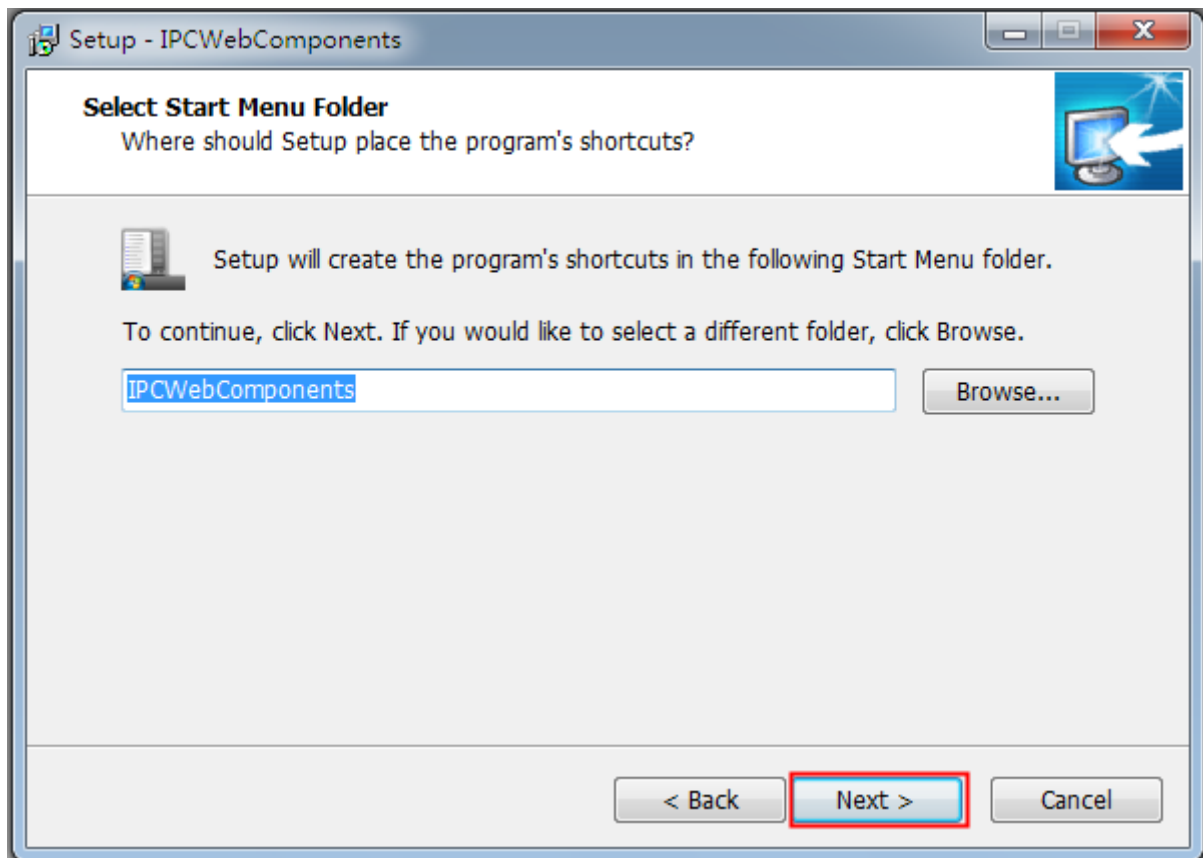 Setup - IPCWebComponents
Select Start Menu Folder
Where should Setup place the program's shortcuts?
Setup will create the program's shortcuts in the following Start Menu folder.
To continue, click Next. If you would like to select a different folder, click Browse.
IPCWebComponents
Browse...
< Back
Next >
Cancel